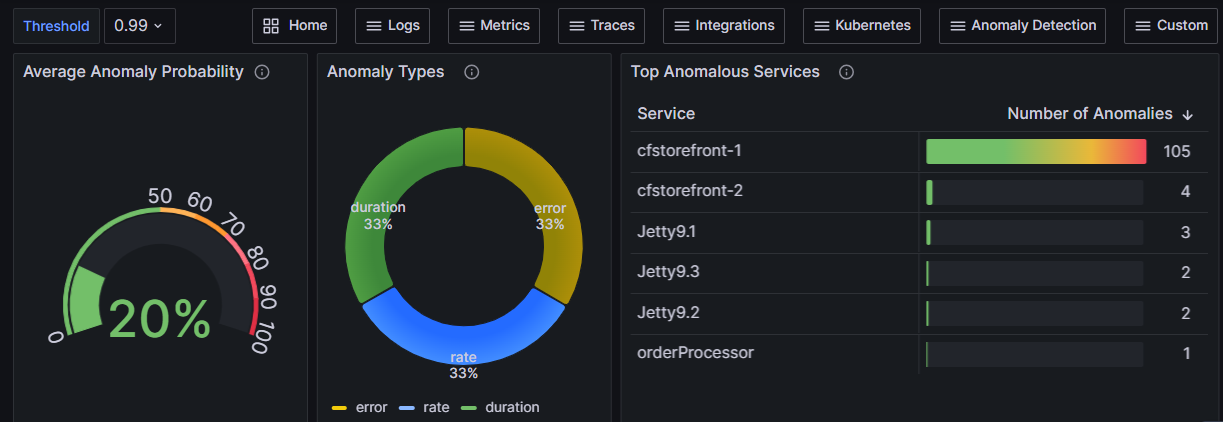 Threshold 0.99 Home Logs Metrics Traces Integrations Kubernetes Anomaly Detection Custom
Average Anomaly Probability
0
50
60
70
80
90
100
20%
Anomaly Types
duration
33%
error
33%
rate
33%
error rate duration
Top Anomalous Services
Service Number of Anomalies
cfstorefront-1 105
cfstorefront-2 4
Jetty9.1 3
Jetty9.3 2
Jetty9.2 2
orderProcessor 1